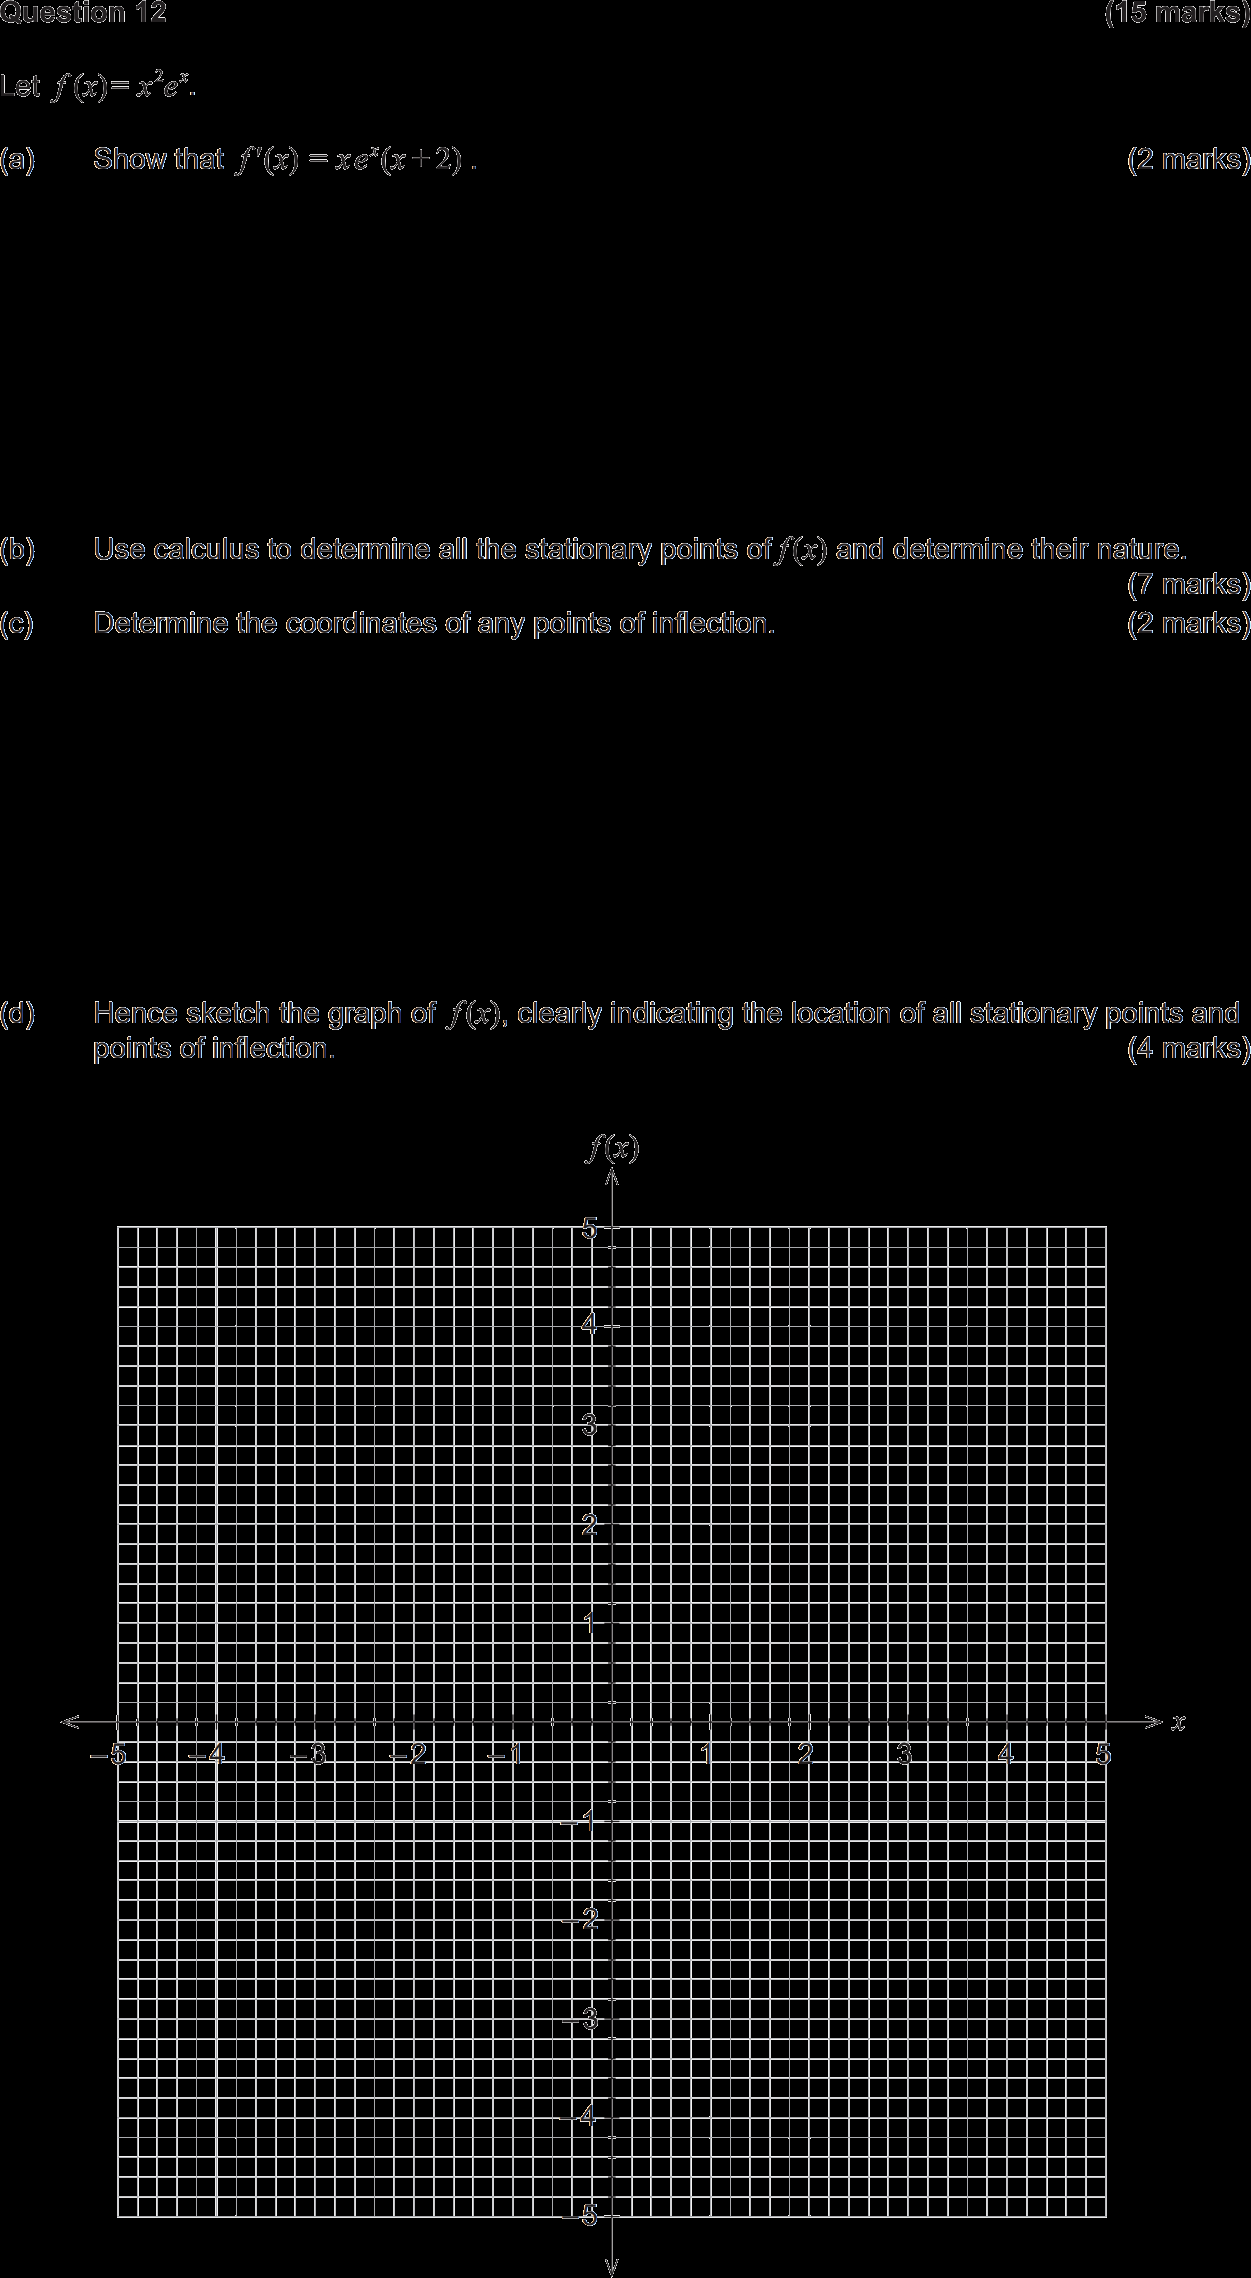 Question 12 (15 marks)
Let f(x) = x²eˣ.
(a) Show that f′(x) = x eˣ(x + 2) . (2 marks)
(b) Use calculus to determine all the stationary points of f(x) and determine their nature.
(7 marks)
(c) Determine the coordinates of any points of inflection. (2 marks)
(d) Hence sketch the graph of f(x), clearly indicating the location of all stationary points and
points of inflection. (4 marks)
f(x)
5
4
3
2
1
x
−5 −4 −3 −2 −1 1 2 3 4 5
−1
−2
−3
−4
−5